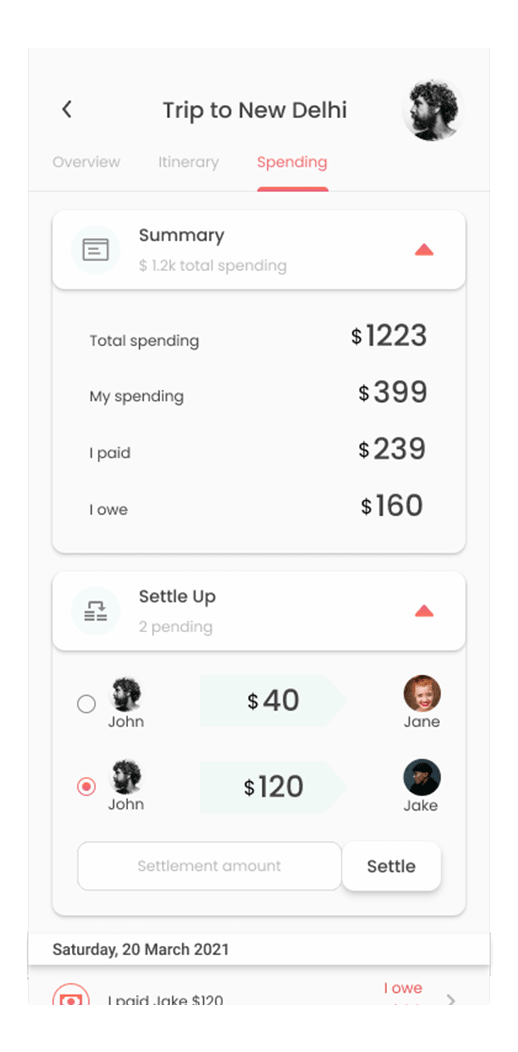 Trip to New Delhi
Overview Itinerary Spending
Summary
$ 1.2k total spending
Total spending $1223
My spending $399
I paid $239
I owe $160
Settle Up
2 pending
$40
John Jane
$120
John Jake
Settlement amount Settle
Saturday, 20 March 2021
I owe
I paid Jake $120